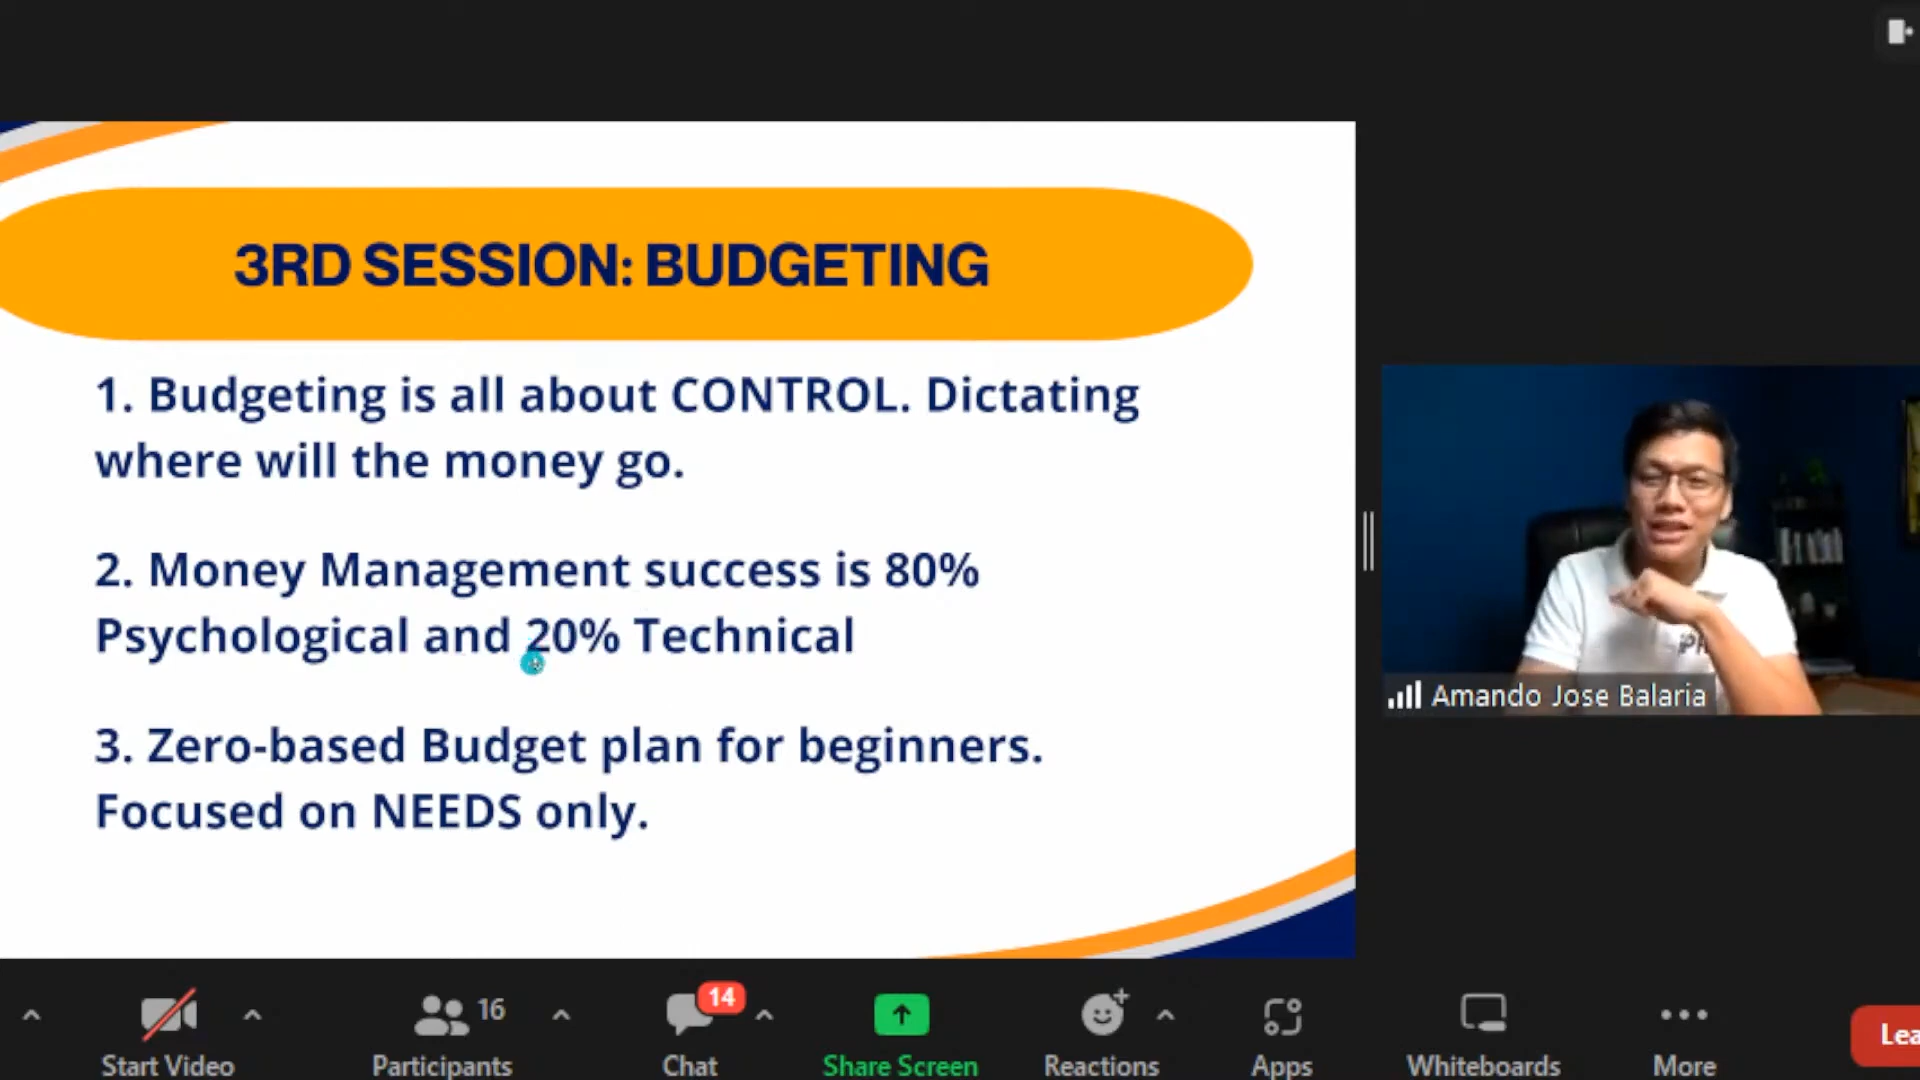 3RD SESSION: BUDGETING
1. Budgeting is all about CONTROL. Dictating
where will the money go.
2. Money Management success is 80%
Psychological and 20% Technical
3. Zero-based Budget plan for beginners.
Focused on NEEDS only.
Amando Jose Balaria
16
14
Start Video
Participants
Chat
Share Screen
Reactions
Apps
Whiteboards
More